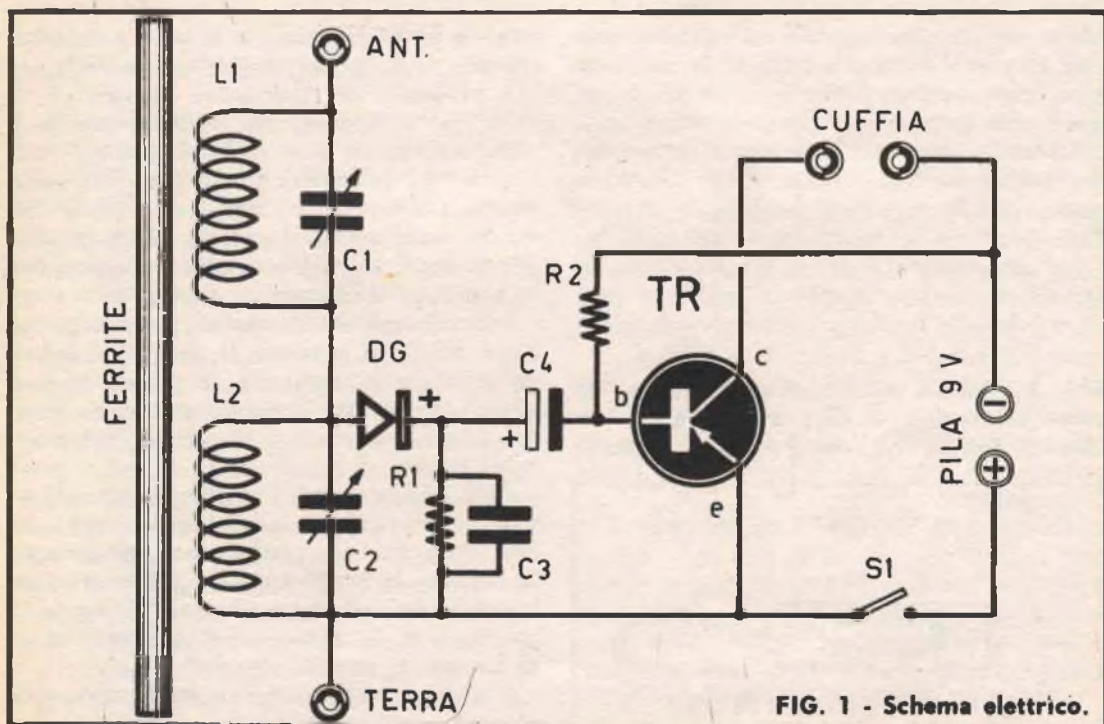 ANT.
L1
CUFFIA
C1
R2
TR
FERRITE
DG
+
C4
c
L2
b
+
PILA 9 V
−
+
R1
e
C2
C3
S1
TERRA
FIG. 1 - Schema elettrico.